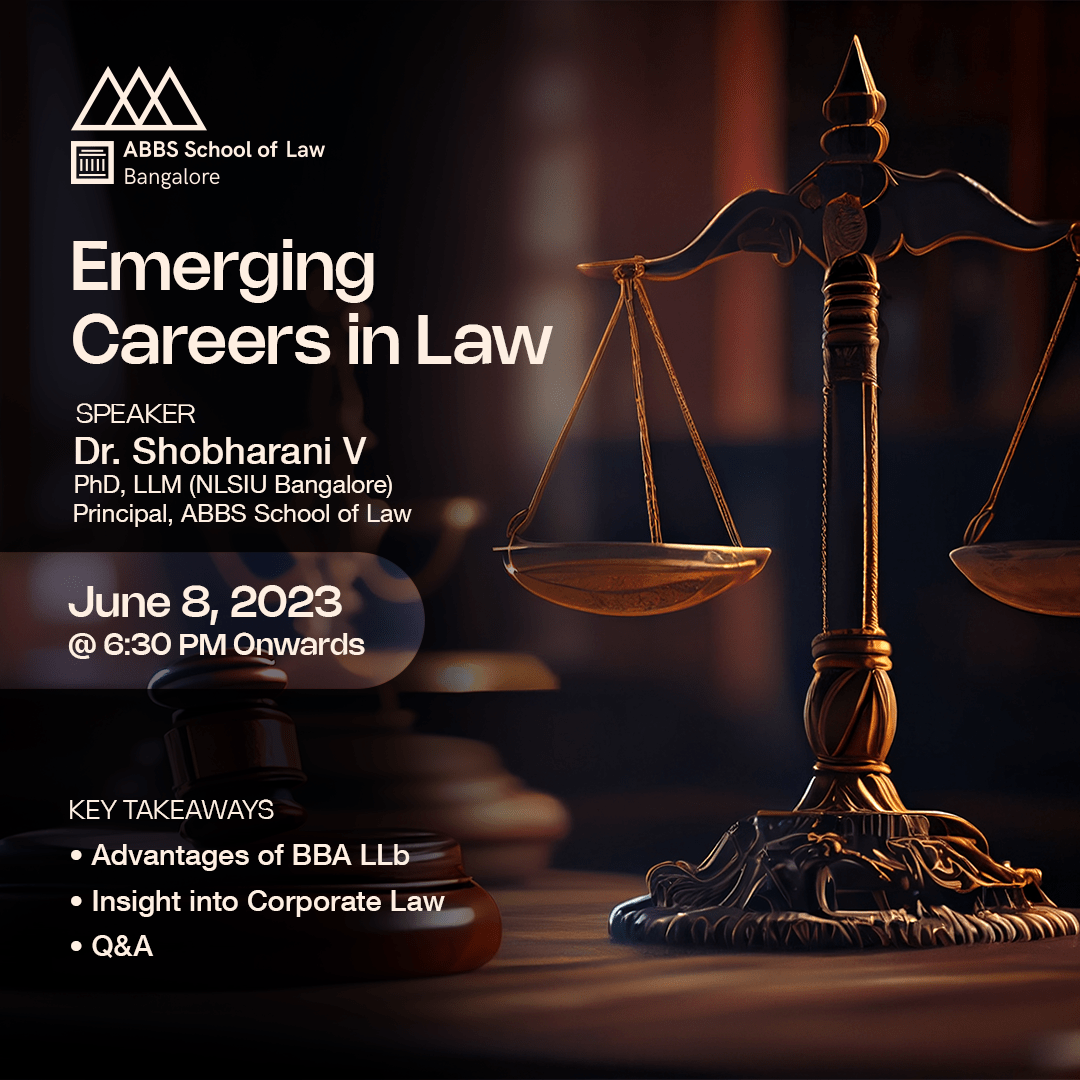 ABBS School of Law
Bangalore
Emerging
Careers in Law
SPEAKER
Dr. Shobharani V
PhD, LLM (NLSIU Bangalore)
Principal, ABBS School of Law
June 8, 2023
@ 6:30 PM Onwards
KEY TAKEAWAYS
• Advantages of BBA LLb
• Insight into Corporate Law
• Q&A